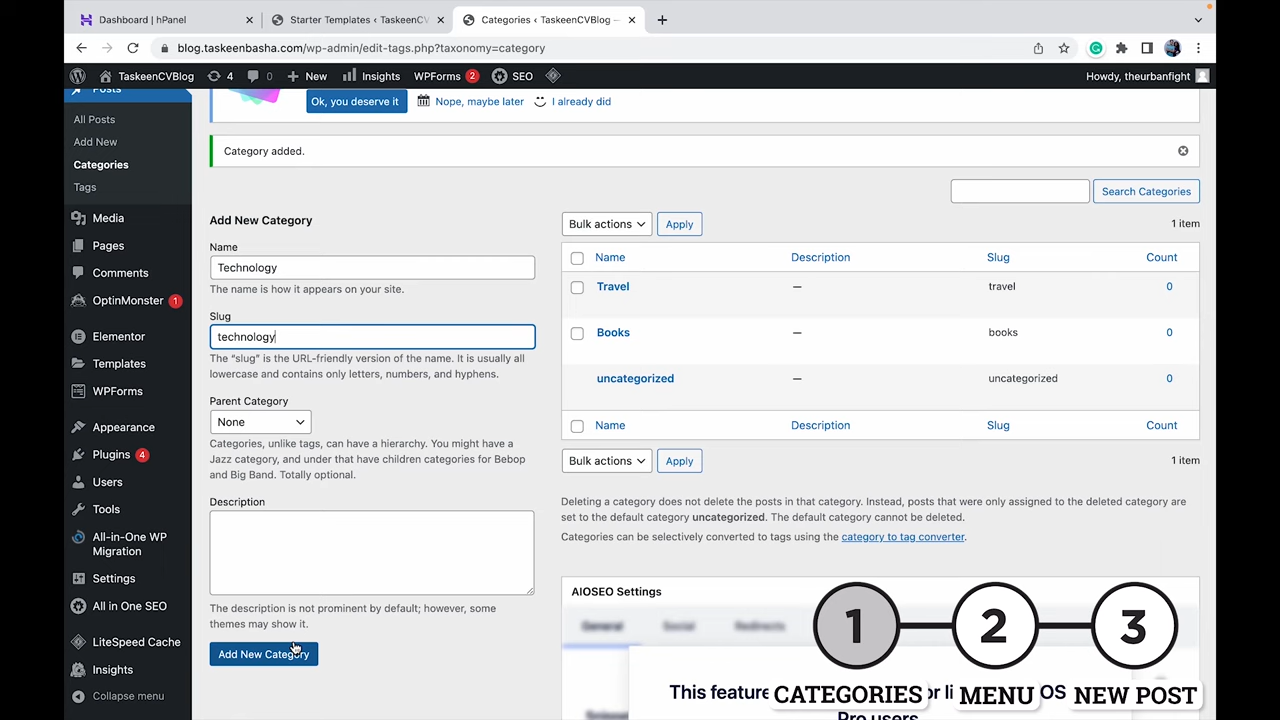 Dashboard | hPanel
Starter Templates ‹ TaskeenCVB
Categories ‹ TaskeenCVBlog —
blog.taskeenbasha.com/wp-admin/edit-tags.php?taxonomy=category
TaskeenCVBlog 4 0 New Insights WPForms 2 SEO Howdy, theurbanfight
Posts
All Posts
Add New
Categories
Tags
Media
Pages
Comments
OptinMonster 1
Elementor
Templates
WPForms
Appearance
Plugins 4
Users
Tools
All-in-One WP
Migration
Settings
All in One SEO
LiteSpeed Cache
Insights
Collapse menu
Ok, you deserve it Nope, maybe later I already did
Category added.
Search Categories
Add New Category
Name
Technology
The name is how it appears on your site.
Slug
technology
The “slug” is the URL-friendly version of the name. It is usually all
lowercase and contains only letters, numbers, and hyphens.
Parent Category
None
Categories, unlike tags, can have a hierarchy. You might have a
Jazz category, and under that have children categories for Bebop
and Big Band. Totally optional.
Description
The description is not prominent by default; however, some
themes may show it.
Add New Category
Bulk actions Apply 1 item
Name Description Slug Count
Travel — travel 0
Books — books 0
uncategorized — uncategorized 0
Name Description Slug Count
Bulk actions Apply 1 item
Deleting a category does not delete the posts in that category. Instead, posts that were only assigned to the deleted category are
set to the default category uncategorized. The default category cannot be deleted.
Categories can be selectively converted to tags using the category to tag converter.
AIOSEO Settings
General Social Redirects
This feature or li OS
Pro users.
1 2 3
CATEGORIES MENU NEW POST